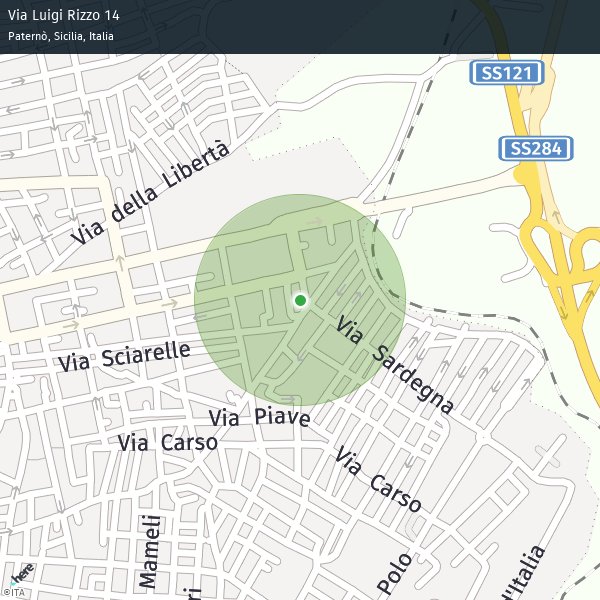 Via Luigi Rizzo 14
Paternò, Sicilia, Italia
SS121
SS284
Via della Libertà
Via Sardegna
Via Sciarelle
Via Piave
Via Carso
Via Carso
Mameli
ri
Polo
d'Italia
here
©ITA